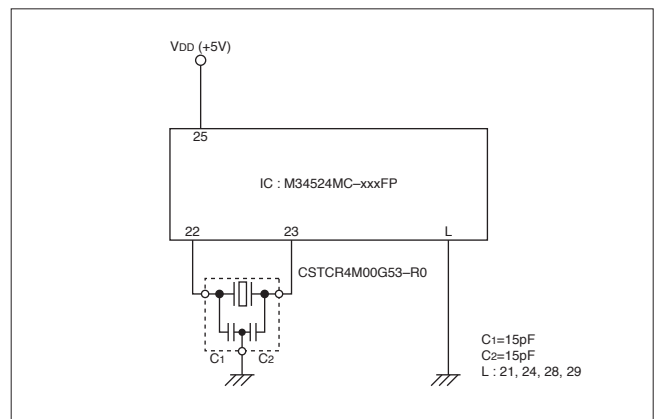 VDD (+5V)
25
IC : M34524MC–xxxFP
22 23 L
CSTCR4M00G53–R0
C1 C2
C1=15pF
C2=15pF
L : 21, 24, 28, 29